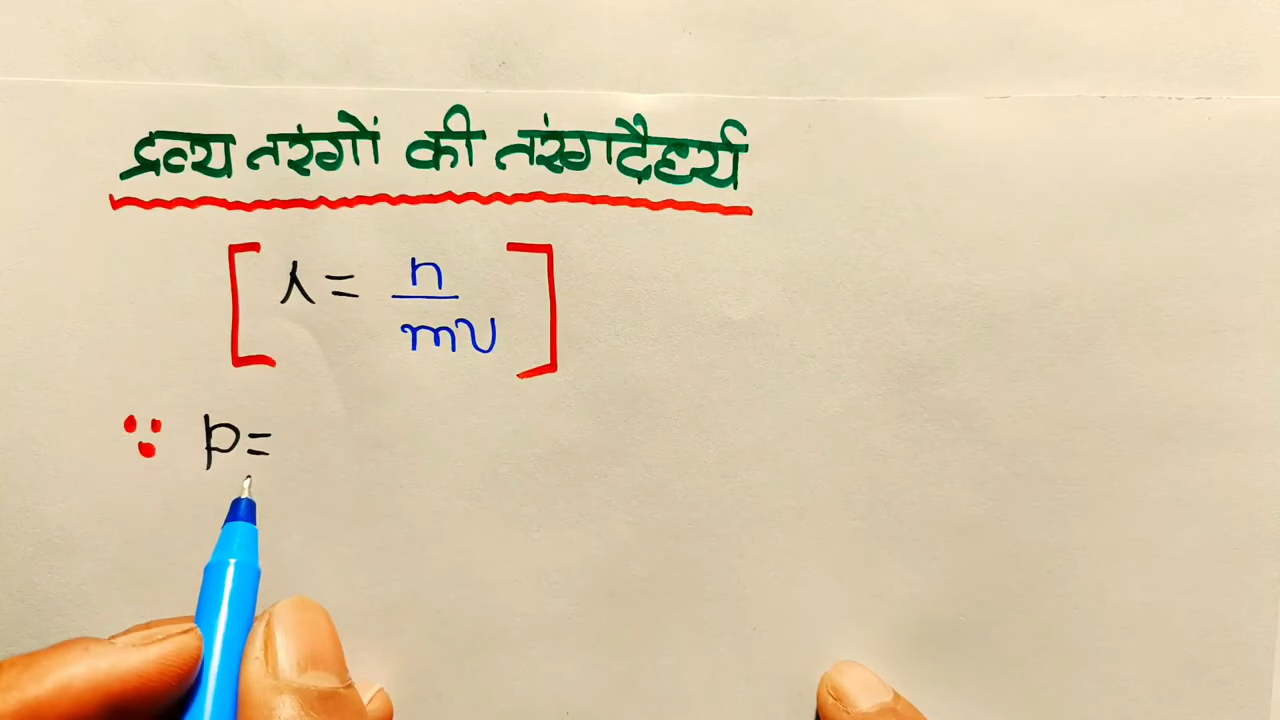 द्रव्य तरंगों की तरंगदैर्ध्य
[ λ = n/mv ]
∵ p=